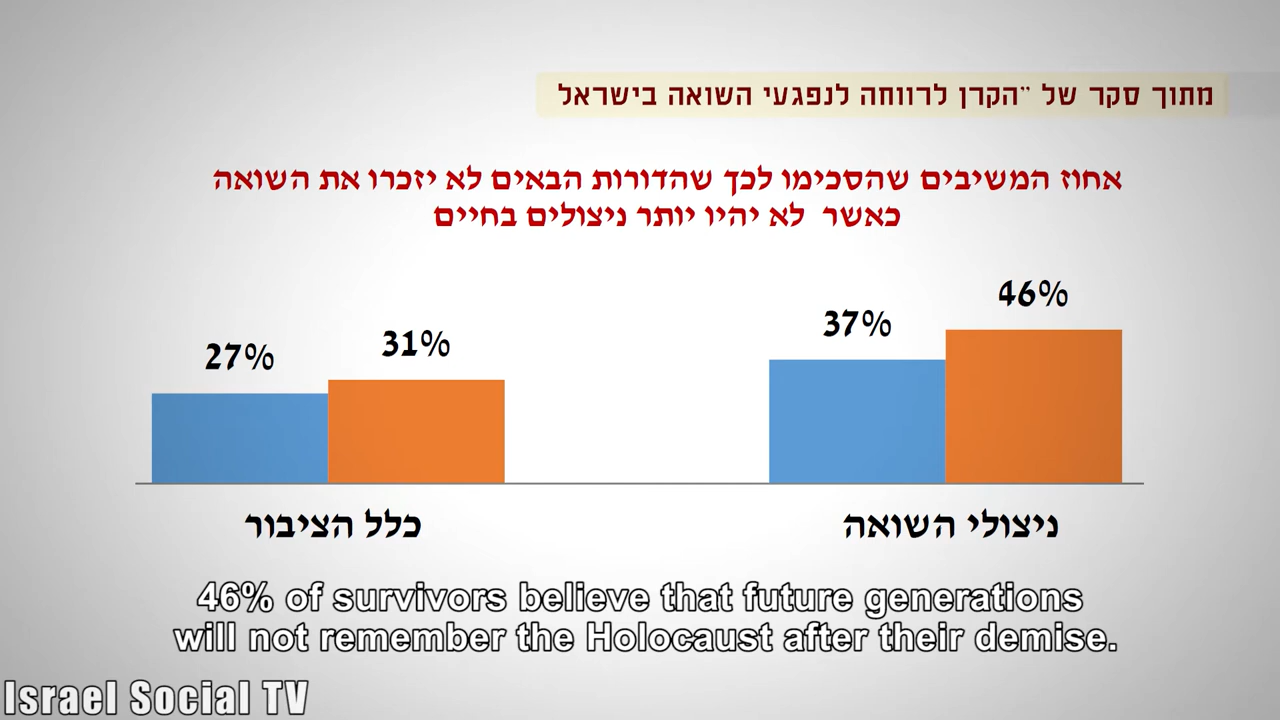 מתוך סקר של "הקרן לרווחה לנפגעי השואה בישראל
אחוז המשיבים שהסכימו לכך שהדורות הבאים לא יזכרו את השואה
כאשר לא יהיו יותר ניצולים בחיים
46%
37%
31%
27%
ניצולי השואה
כלל הציבור
46% of survivors believe that future generations
will not remember the Holocaust after their demise.
Israel Social TV